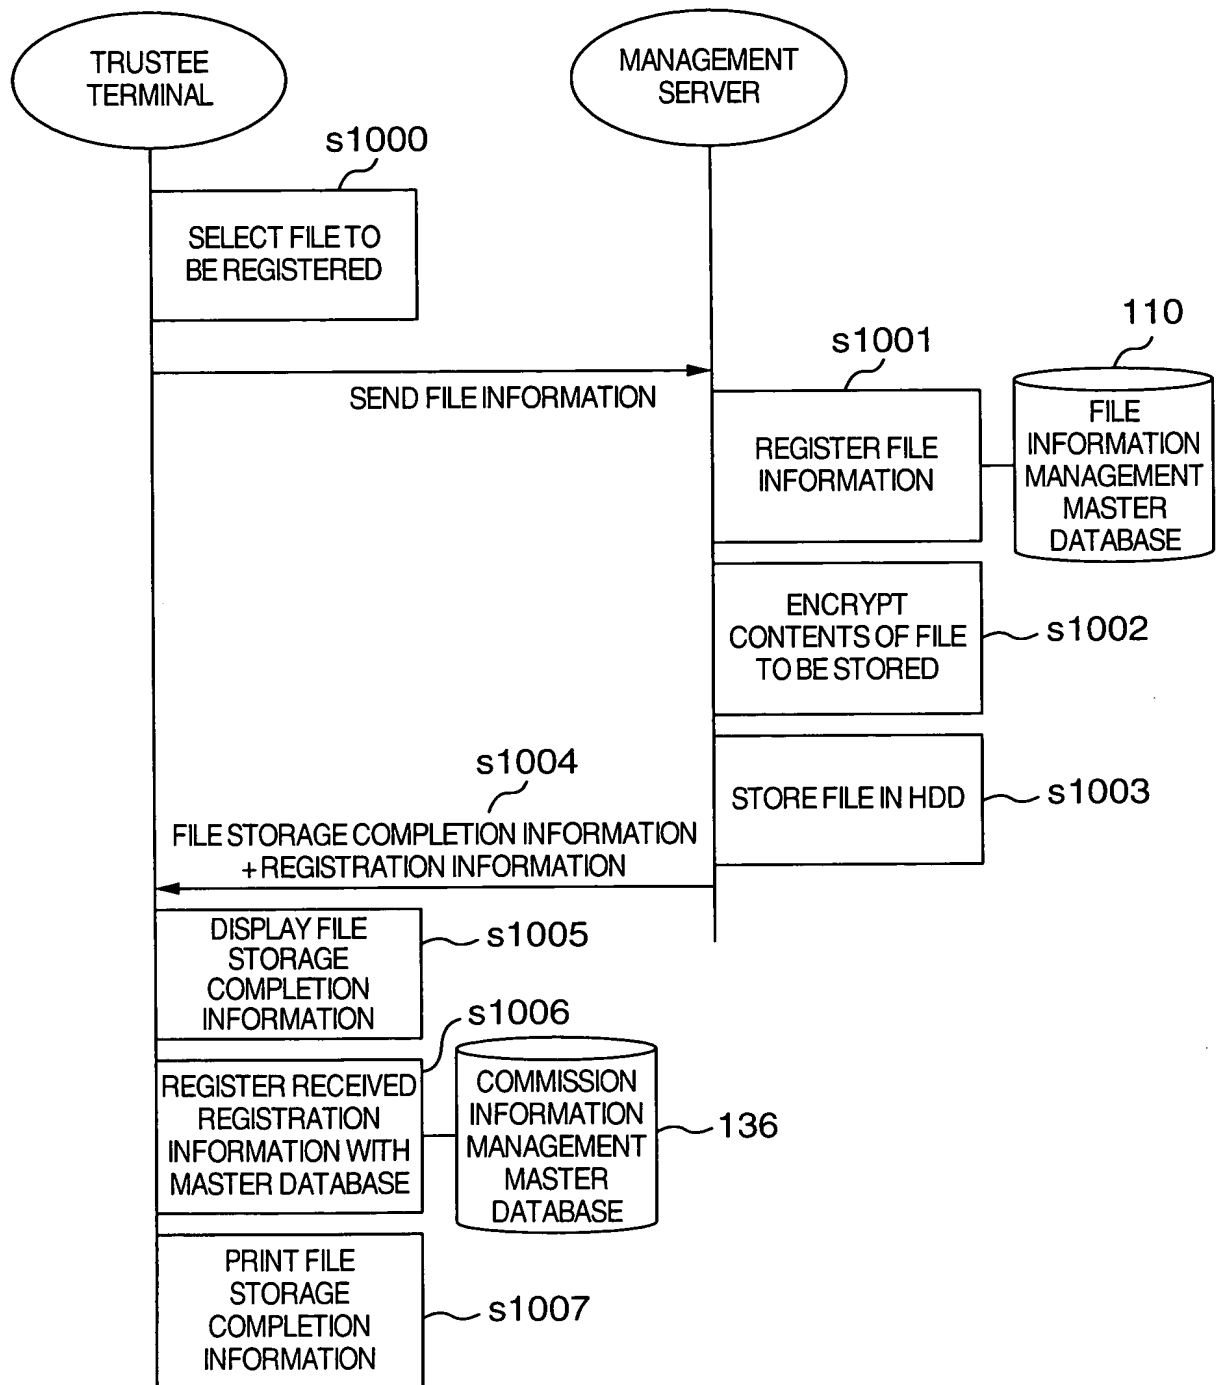 TRUSTEE
TERMINAL
MANAGEMENT
SERVER
s1000
SELECT FILE TO
BE REGISTERED
SEND FILE INFORMATION
s1001
REGISTER FILE
INFORMATION
110
FILE
INFORMATION
MANAGEMENT
MASTER
DATABASE
ENCRYPT
CONTENTS OF FILE
TO BE STORED
s1002
STORE FILE IN HDD
s1003
s1004
FILE STORAGE COMPLETION INFORMATION
+ REGISTRATION INFORMATION
DISPLAY FILE
STORAGE
COMPLETION
INFORMATION
s1005
s1006
REGISTER RECEIVED
REGISTRATION
INFORMATION WITH
MASTER DATABASE
COMMISSION
INFORMATION
MANAGEMENT
MASTER
DATABASE
136
PRINT FILE
STORAGE
COMPLETION
INFORMATION
s1007